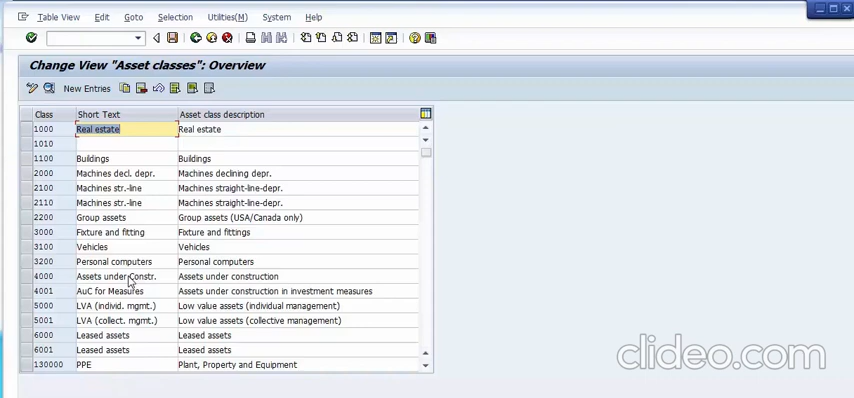 Table View Edit Goto Selection Utilities(M) System Help
Change View "Asset classes": Overview
New Entries
Class Short Text Asset class description
1000 Real estate Real estate
1010
1100 Buildings Buildings
2000 Machines decl. depr. Machines declining depr.
2100 Machines str.-line Machines straight-line-depr.
2110 Machines str.-line Machines straight-line-depr.
2200 Group assets Group assets (USA/Canada only)
3000 Fixture and fitting Fixture and fittings
3100 Vehicles Vehicles
3200 Personal computers Personal computers
4000 Assets under Constr. Assets under construction
4001 AuC for Measures Assets under construction in investment measures
5000 LVA (individ. mgmt.) Low value assets (individual management)
5001 LVA (collect. mgmt.) Low value assets (collective management)
6000 Leased assets Leased assets
6001 Leased assets Leased assets
130000 PPE Plant, Property and Equipment
clideo.com